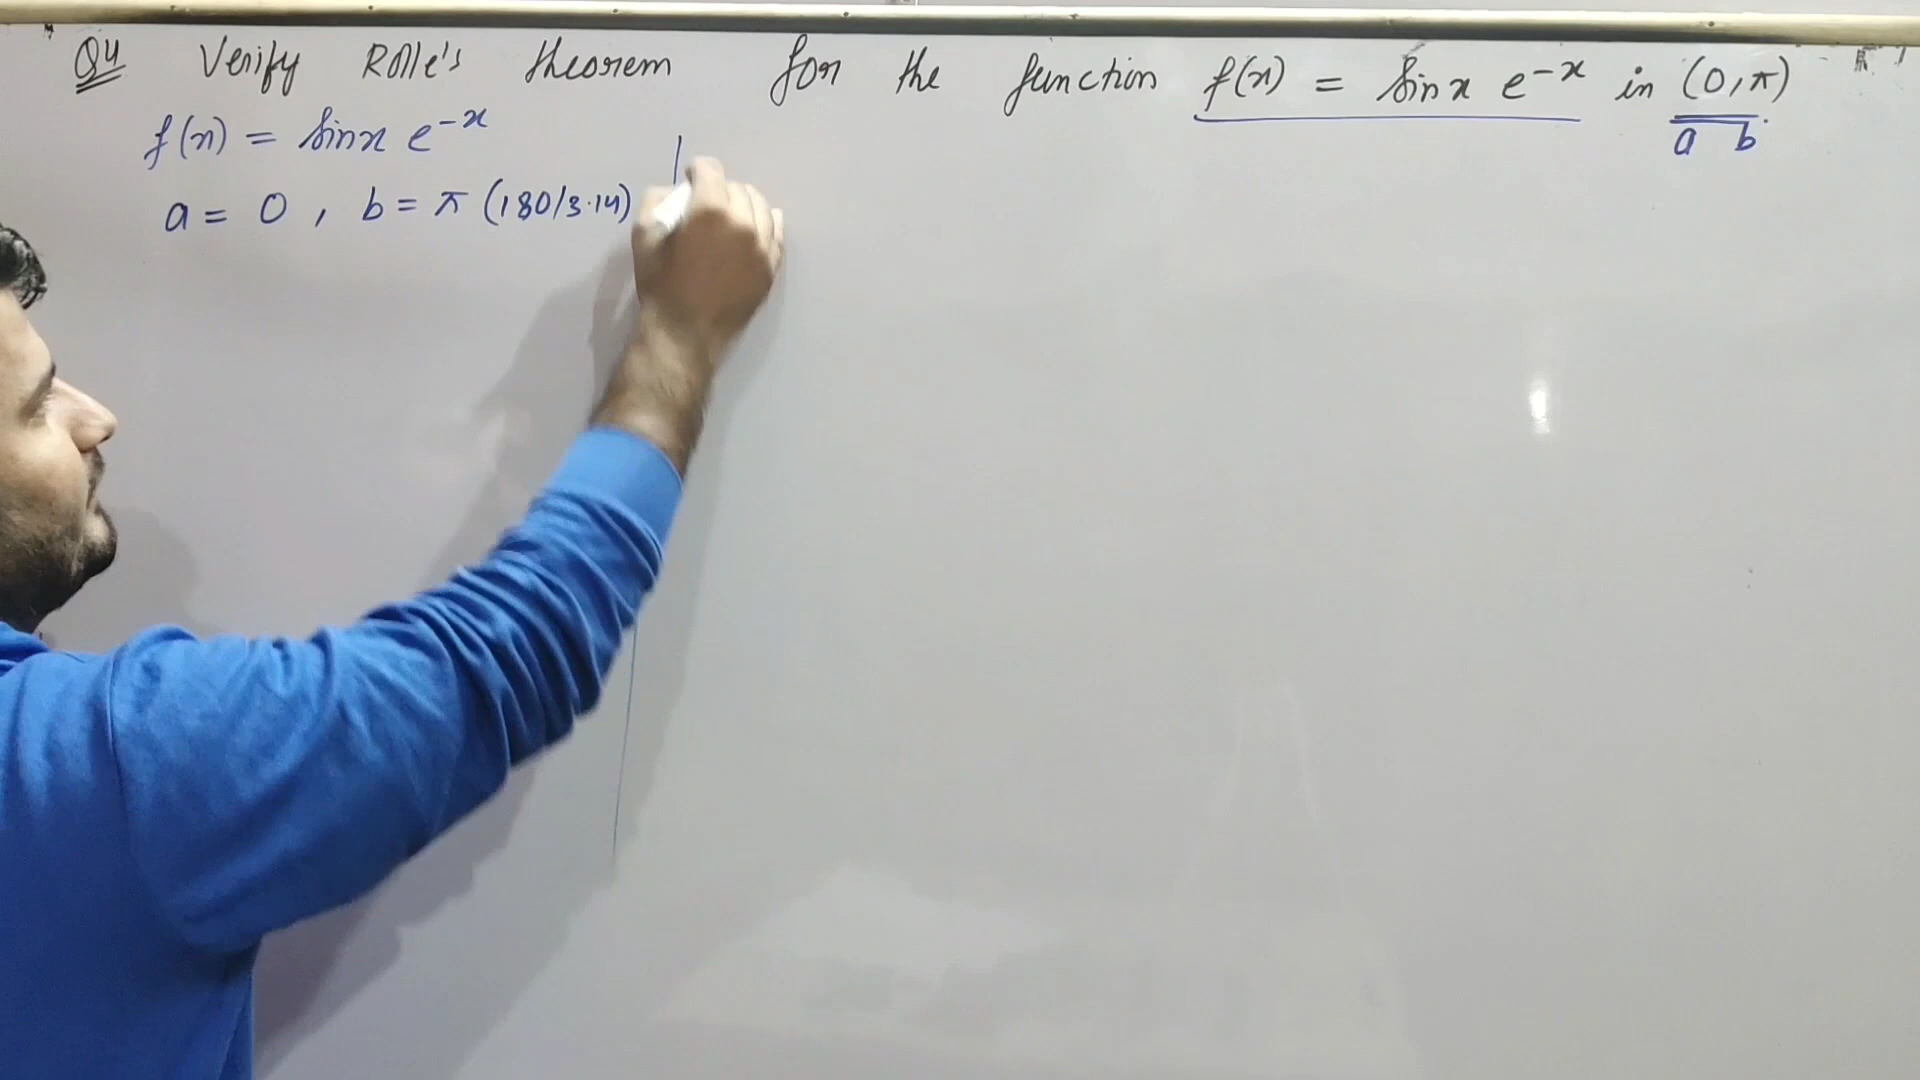 Q4 Verify Rolle's theorem for the function f(x) = sinx e^-x in (0,π)
a b
f(x) = sinx e^-x
a = 0 , b = π (180/3.14)